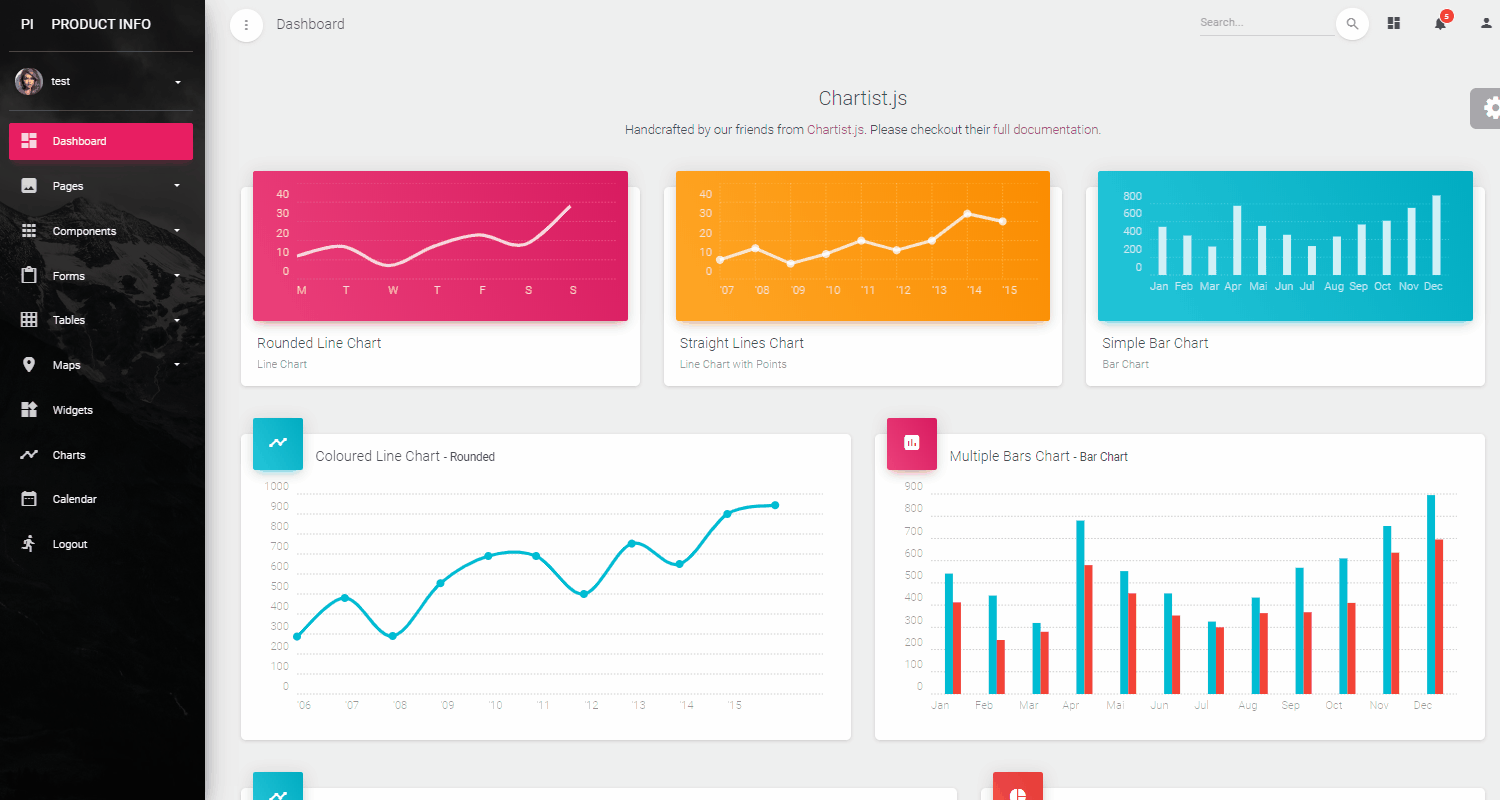 PI PRODUCT INFO
test
Dashboard
Pages
Components
Forms
Tables
Maps
Widgets
Charts
Calendar
Logout
Dashboard
Search...
5
Chartist.js
Handcrafted by our friends from Chartist.js. Please checkout their full documentation.
40
30
20
10
0
M T W T F S S
Rounded Line Chart
Line Chart
40
30
20
10
0
'07 '08 '09 '10 '11 '12 '13 '14 '15
Straight Lines Chart
Line Chart with Points
800
600
400
200
0
Jan Feb Mar Apr Mai Jun Jul Aug Sep Oct Nov Dec
Simple Bar Chart
Bar Chart
Coloured Line Chart - Rounded
1000
900
800
700
600
500
400
300
200
100
0
'06 '07 '08 '09 '10 '11 '12 '13 '14 '15
Multiple Bars Chart - Bar Chart
900
800
700
600
500
400
300
200
100
0
Jan Feb Mar Apr Mai Jun Jul Aug Sep Oct Nov Dec